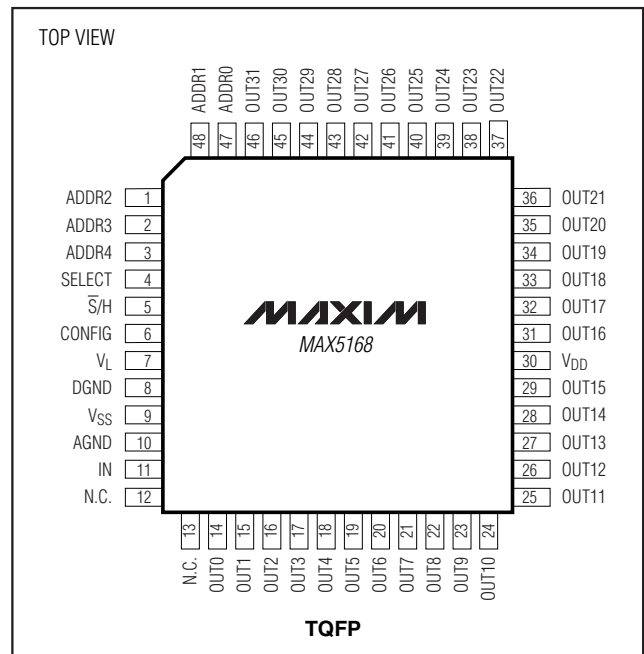 TOP VIEW
48 ADDR1
47 ADDR0
46 OUT31
45 OUT30
44 OUT29
43 OUT28
42 OUT27
41 OUT26
40 OUT25
39 OUT24
38 OUT23
37 OUT22
ADDR2 1
ADDR3 2
ADDR4 3
SELECT 4
S̅/H 5
CONFIG 6
VL 7
DGND 8
VSS 9
AGND 10
IN 11
N.C. 12
MAXIM
MAX5168
36 OUT21
35 OUT20
34 OUT19
33 OUT18
32 OUT17
31 OUT16
30 VDD
29 OUT15
28 OUT14
27 OUT13
26 OUT12
25 OUT11
N.C. 13
OUT0 14
OUT1 15
OUT2 16
OUT3 17
OUT4 18
OUT5 19
OUT6 20
OUT7 21
OUT8 22
OUT9 23
OUT10 24
TQFP